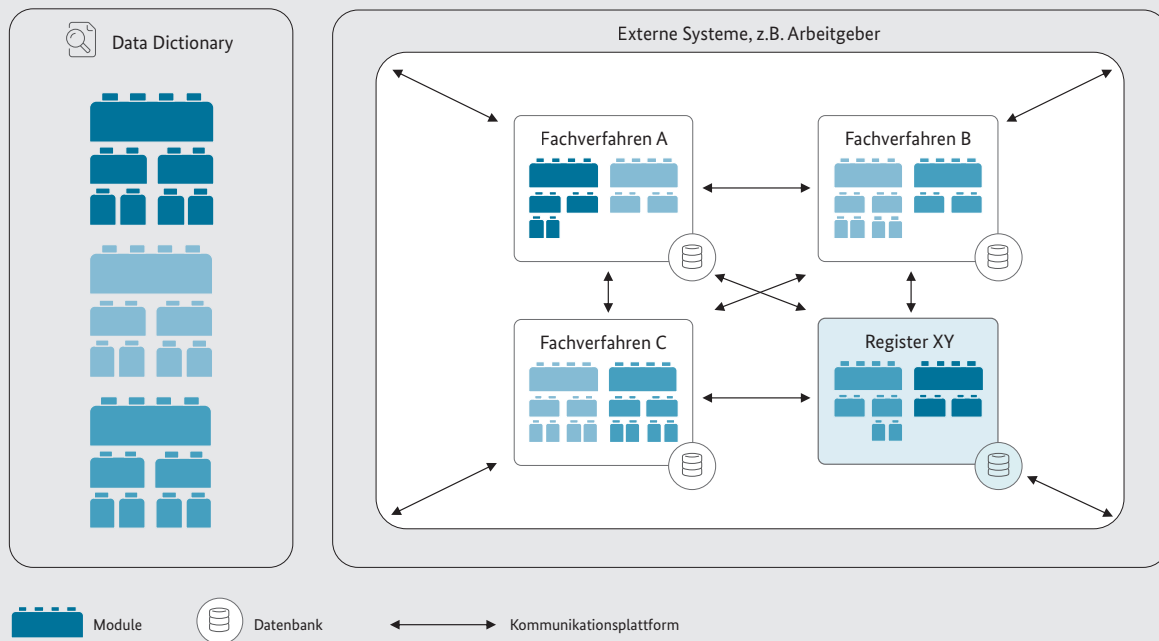 Data Dictionary
Externe Systeme, z.B. Arbeitgeber
Fachverfahren A
Fachverfahren B
Fachverfahren C
Register XY
Module
Datenbank
Kommunikationsplattform